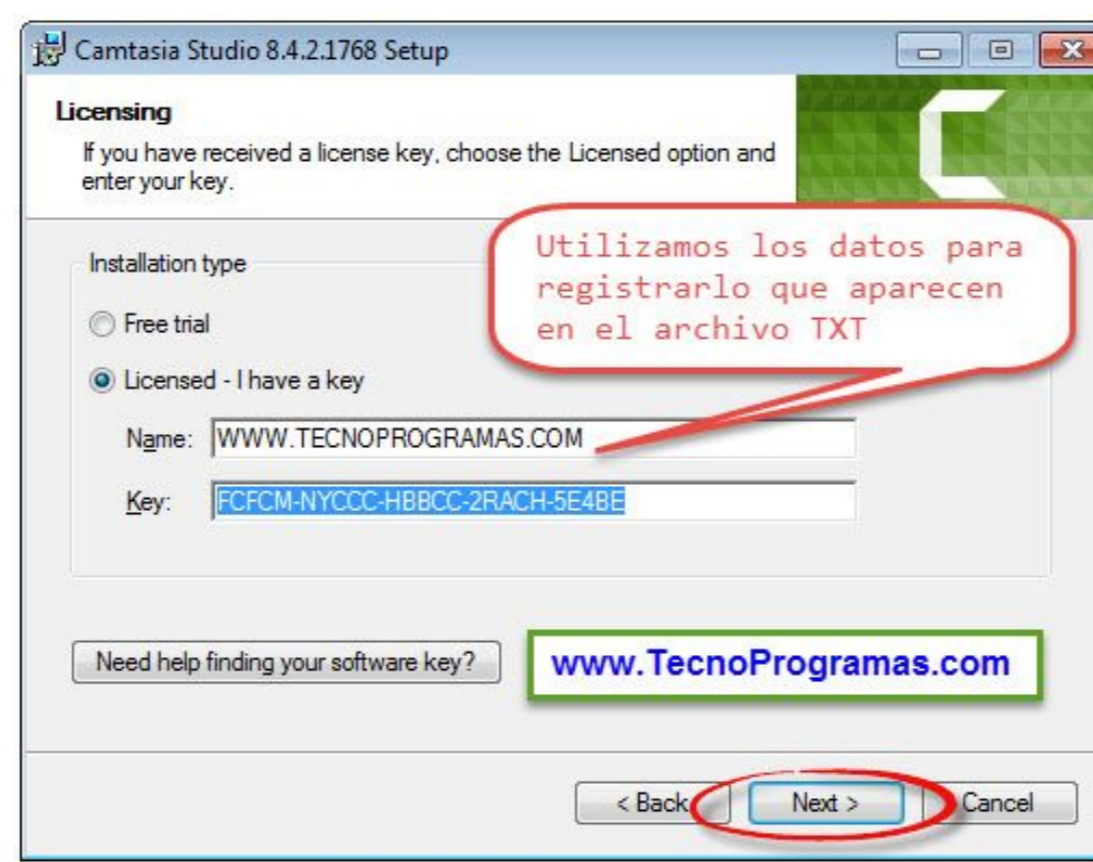 Camtasia Studio 8.4.2.1768 Setup
Licensing
If you have received a license key, choose the Licensed option and
enter your key.
Utilizamos los datos para
registrarlo que aparecen
en el archivo TXT
Installation type
Free trial
Licensed - I have a key
Name: WWW.TECNOPROGRAMAS.COM
Key: FCFCM-NYCCC-HBBCC-2RACH-5E4BE
Need help finding your software key?
www.TecnoProgramas.com
< Back
Next >
Cancel